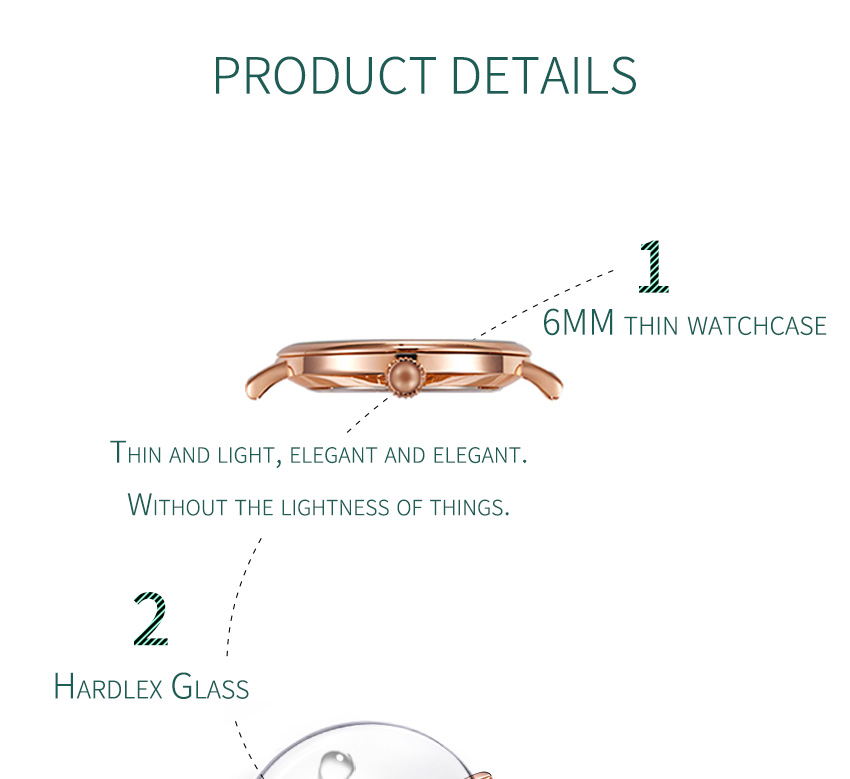 PRODUCT DETAILS
1
6MM THIN WATCHCASE
THIN AND LIGHT, ELEGANT AND ELEGANT.
WITHOUT THE LIGHTNESS OF THINGS.
2
HARDLEX GLASS